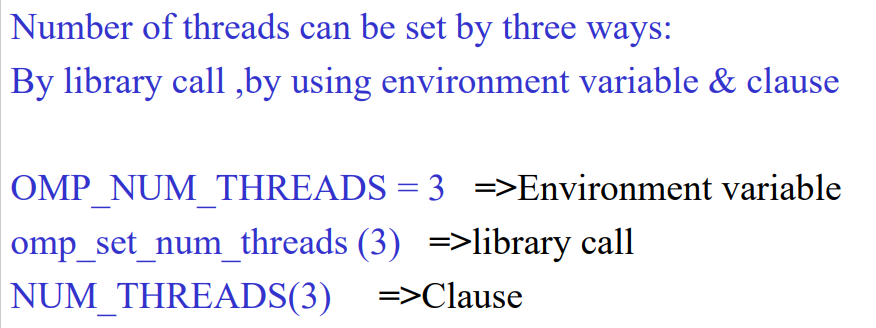 Number of threads can be set by three ways:
By library call ,by using environment variable & clause
OMP_NUM_THREADS = 3 =>Environment variable
omp_set_num_threads (3) =>library call
NUM_THREADS(3) =>Clause